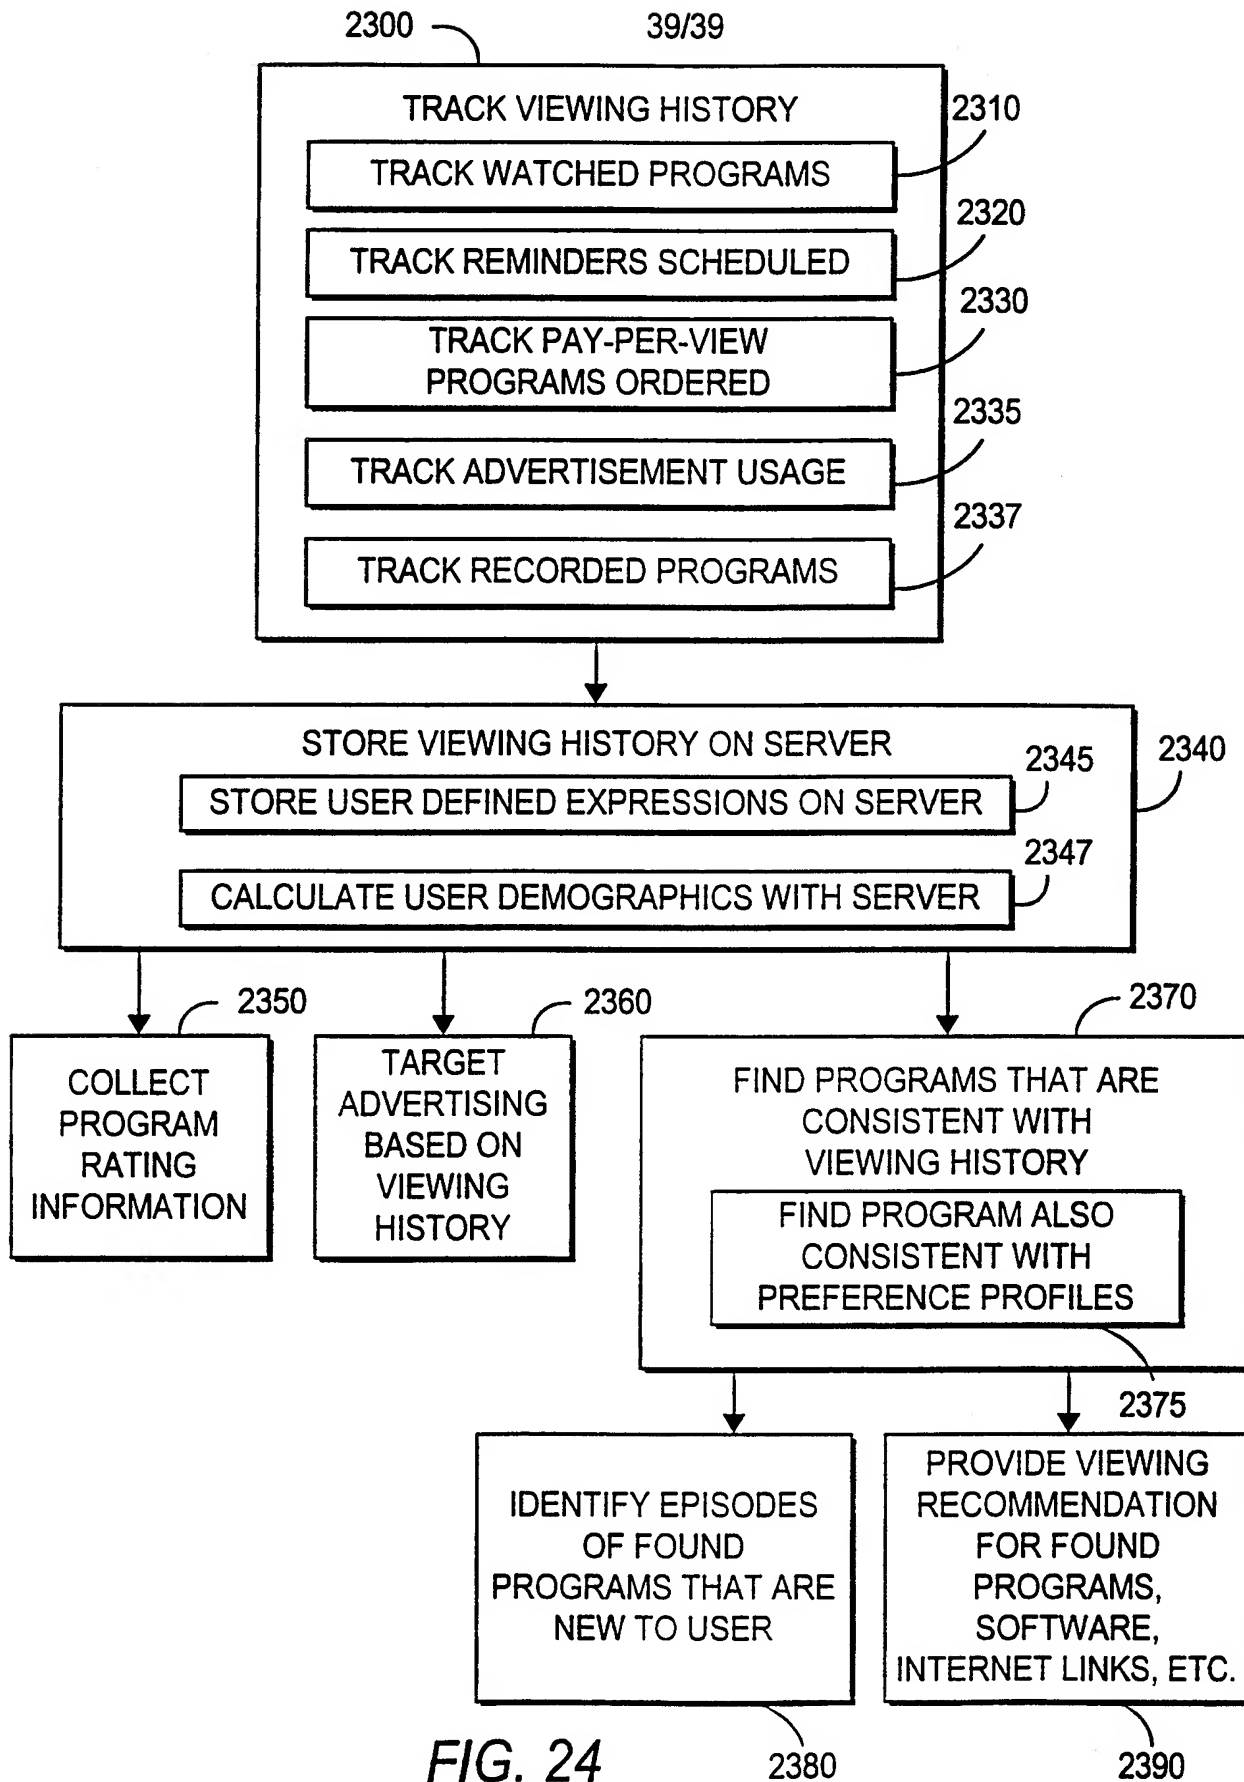 2300
39/39
TRACK VIEWING HISTORY
2310
TRACK WATCHED PROGRAMS
2320
TRACK REMINDERS SCHEDULED
2330
TRACK PAY-PER-VIEW
PROGRAMS ORDERED
2335
TRACK ADVERTISEMENT USAGE
2337
TRACK RECORDED PROGRAMS
STORE VIEWING HISTORY ON SERVER
2345
2340
STORE USER DEFINED EXPRESSIONS ON SERVER
2347
CALCULATE USER DEMOGRAPHICS WITH SERVER
2350
COLLECT
PROGRAM
RATING
INFORMATION
2360
TARGET
ADVERTISING
BASED ON
VIEWING
HISTORY
2370
FIND PROGRAMS THAT ARE
CONSISTENT WITH
VIEWING HISTORY
FIND PROGRAM ALSO
CONSISTENT WITH
PREFERENCE PROFILES
2375
IDENTIFY EPISODES
OF FOUND
PROGRAMS THAT ARE
NEW TO USER
2380
PROVIDE VIEWING
RECOMMENDATION
FOR FOUND
PROGRAMS,
SOFTWARE,
INTERNET LINKS, ETC.
2390
FIG. 24